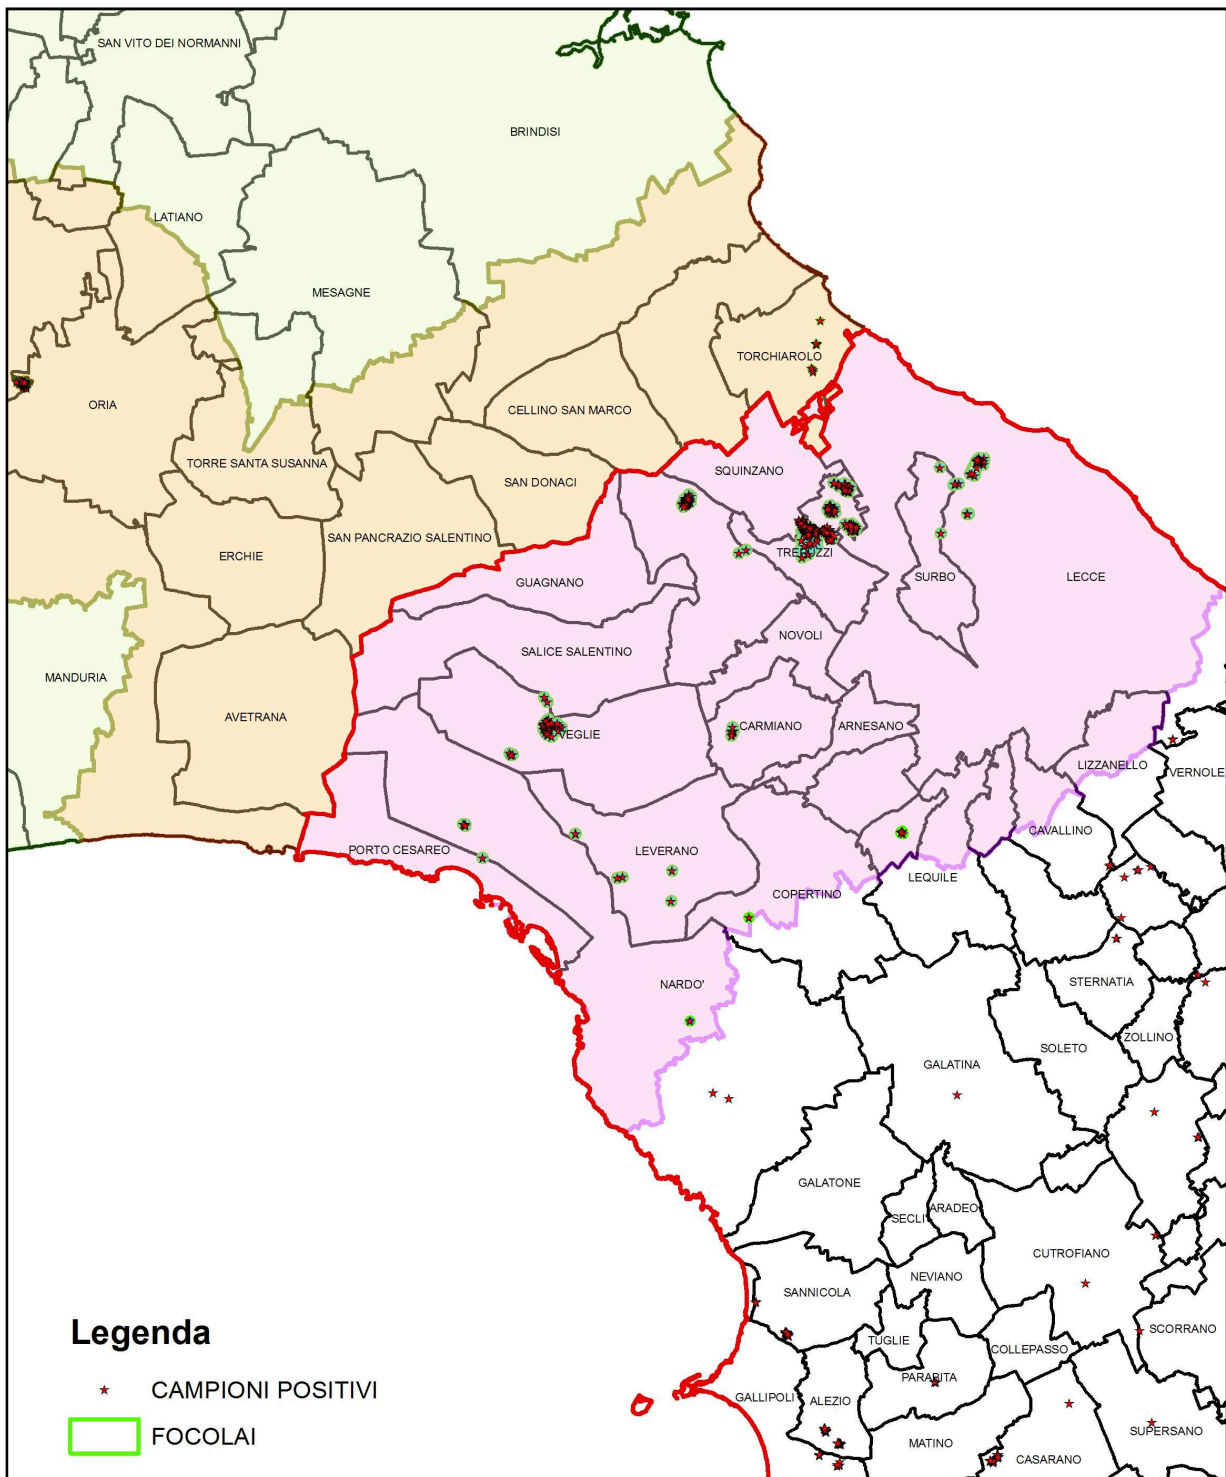 SAN VITO DEI NORMANNI
BRINDISI
LATIANO
MESAGNE
TORCHIAROLO
ORIA
CELLINO SAN MARCO
TORRE SANTA SUSANNA
SQUINZANO
SAN DONACI
SAN PANCRAZIO SALENTINO
ERCHIE
TREPUZZI
GUAGNANO
SURBO
LECCE
NOVOLI
SALICE SALENTINO
MANDURIA
AVETRANA
VEGLIE
CARMIANO
ARNESANO
LIZZANELLO
VERNOLE
CAVALLINO
PORTO CESAREO
LEVERANO
LEQUILE
COPERTINO
NARDO'
STERNATIA
ZOLLINO
SOLETO
GALATINA
GALATONE
SECLI'
ARADEO
CUTROFIANO
NEVIANO
SANNICOLA
SCORRANO
TUGLIE
COLLEPASSO
PARABITA
GALLIPOLI
ALEZIO
SUPERSANO
MATINO
CASARANO
Legenda
CAMPIONI POSITIVI
FOCOLAI